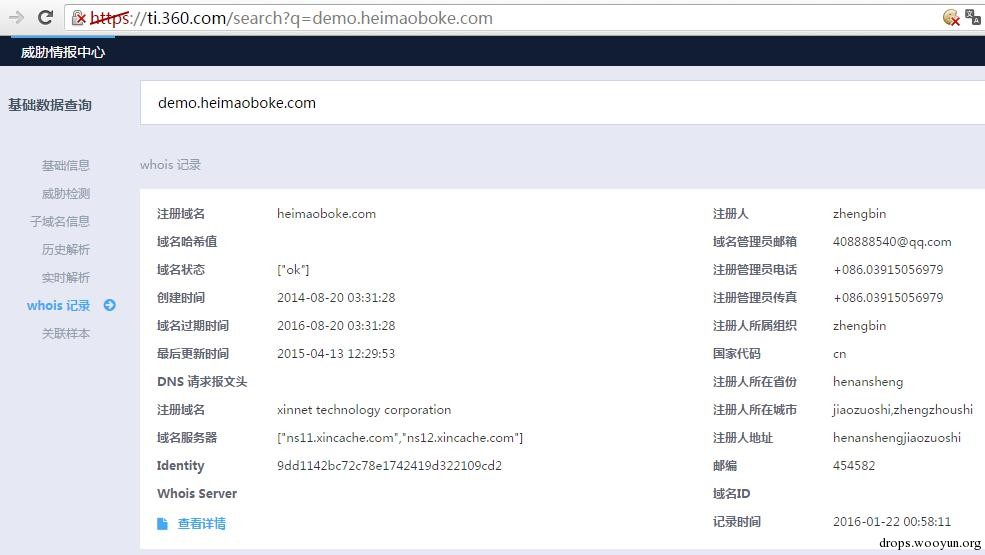 https://ti.360.com/search?q=demo.heimaoboke.com
威胁情报中心
基础数据查询
demo.heimaoboke.com
基础信息
威胁检测
子域名信息
历史解析
实时解析
whois 记录
关联样本
whois 记录
注册域名 heimaoboke.com
域名哈希值
域名状态 ["ok"]
创建时间 2014-08-20 03:31:28
域名过期时间 2016-08-20 03:31:28
最后更新时间 2015-04-13 12:29:53
DNS 请求报文头
注册域名 xinnet technology corporation
域名服务器 ["ns11.xincache.com","ns12.xincache.com"]
Identity 9dd1142bc72c78e1742419d322109cd2
Whois Server
查看详情
注册人 zhengbin
域名管理员邮箱 408888540@qq.com
注册管理员电话 +086.03915056979
注册管理员传真 +086.03915056979
注册人所属组织 zhengbin
国家代码 cn
注册人所在省份 henansheng
注册人所在城市 jiaozuoshi,zhengzhoushi
注册人地址 henanshengjiaozuoshi
邮编 454582
域名ID
记录时间 2016-01-22 00:58:11
drops.wooyun.org